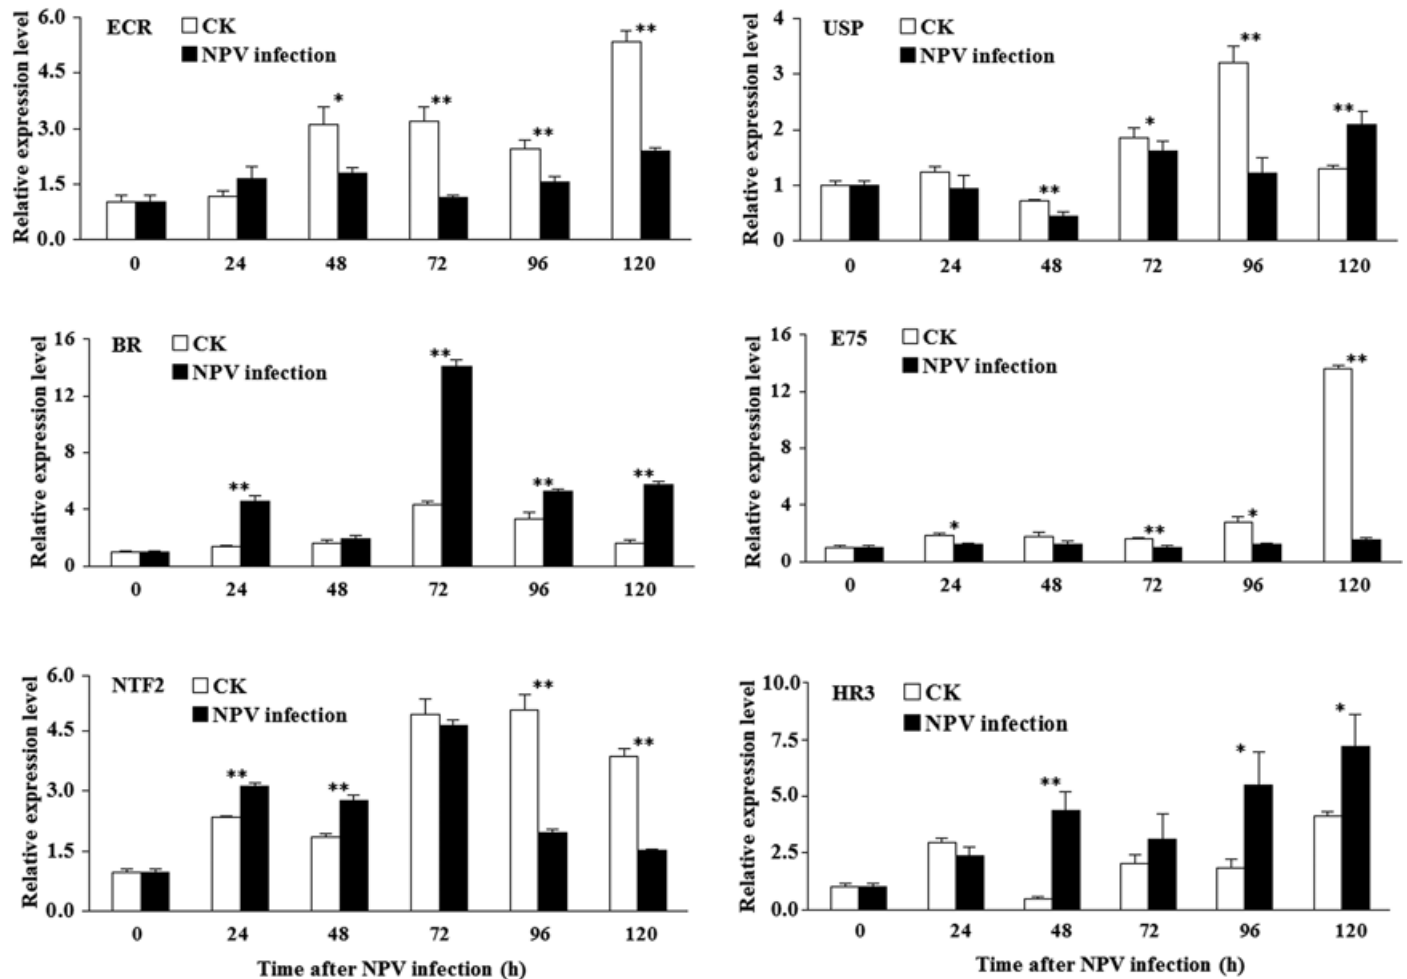 Relative expression level
6.0
4.5
3.0
1.5
0.0
ECR
CK
NPV infection
*
**
**
**
0 24 48 72 96 120
Relative expression level
4
3
2
1
0
USP
CK
NPV infection
**
*
**
**
0 24 48 72 96 120
Relative expression level
16
12
8
4
0
BR
CK
NPV infection
**
**
**
**
0 24 48 72 96 120
Relative expression level
16
12
8
4
0
E75
CK
NPV infection
*
**
*
**
0 24 48 72 96 120
Relative expression level
6.0
4.5
3.0
1.5
0.0
NTF2
CK
NPV infection
**
**
**
**
0 24 48 72 96 120
Time after NPV infection (h)
Relative expression level
10.0
7.5
5.0
2.5
0.0
HR3
CK
NPV infection
**
*
*
0 24 48 72 96 120
Time after NPV infection (h)